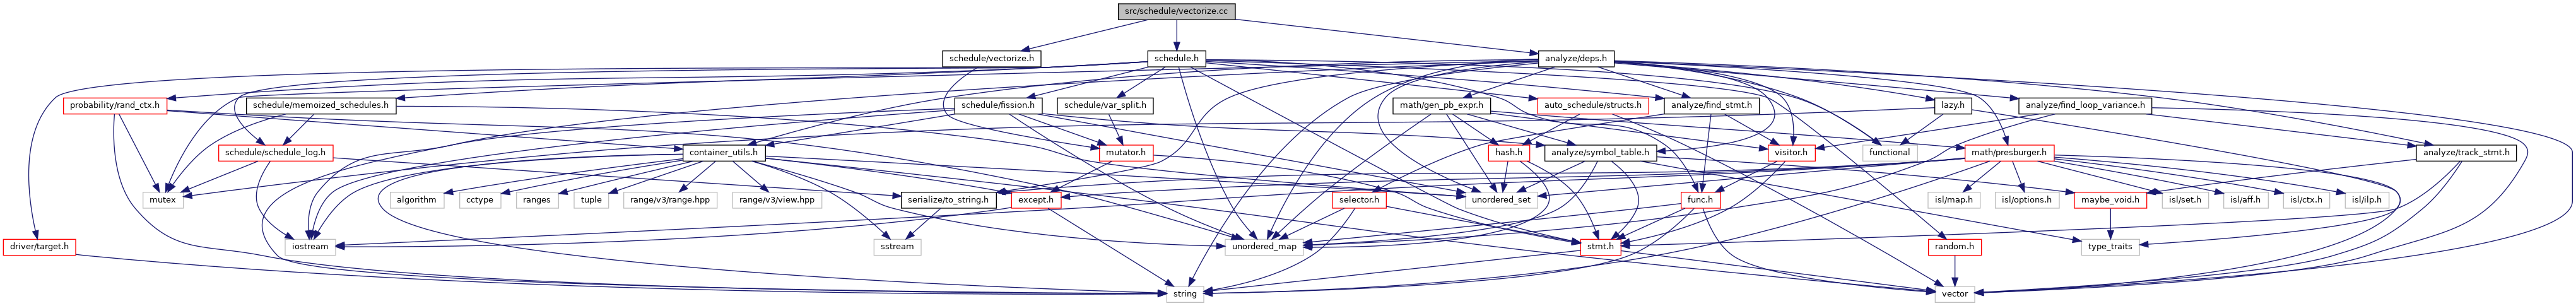 src/schedule/vectorize.cc
schedule/vectorize.h
schedule.h
analyze/deps.h
probability/rand_ctx.h
schedule/memoized_schedules.h
schedule/fission.h
schedule/var_split.h
math/gen_pb_expr.h
auto_schedule/structs.h
analyze/find_stmt.h
lazy.h
analyze/find_loop_variance.h
schedule/schedule_log.h
container_utils.h
mutator.h
hash.h
analyze/symbol_table.h
visitor.h
functional
math/presburger.h
analyze/track_stmt.h
mutex
algorithm
cctype
ranges
tuple
range/v3/range.hpp
range/v3/view.hpp
serialize/to_string.h
except.h
selector.h
unordered_set
func.h
isl/map.h
isl/options.h
maybe_void.h
isl/set.h
isl/aff.h
isl/ctx.h
isl/ilp.h
driver/target.h
iostream
sstream
unordered_map
stmt.h
random.h
type_traits
string
vector